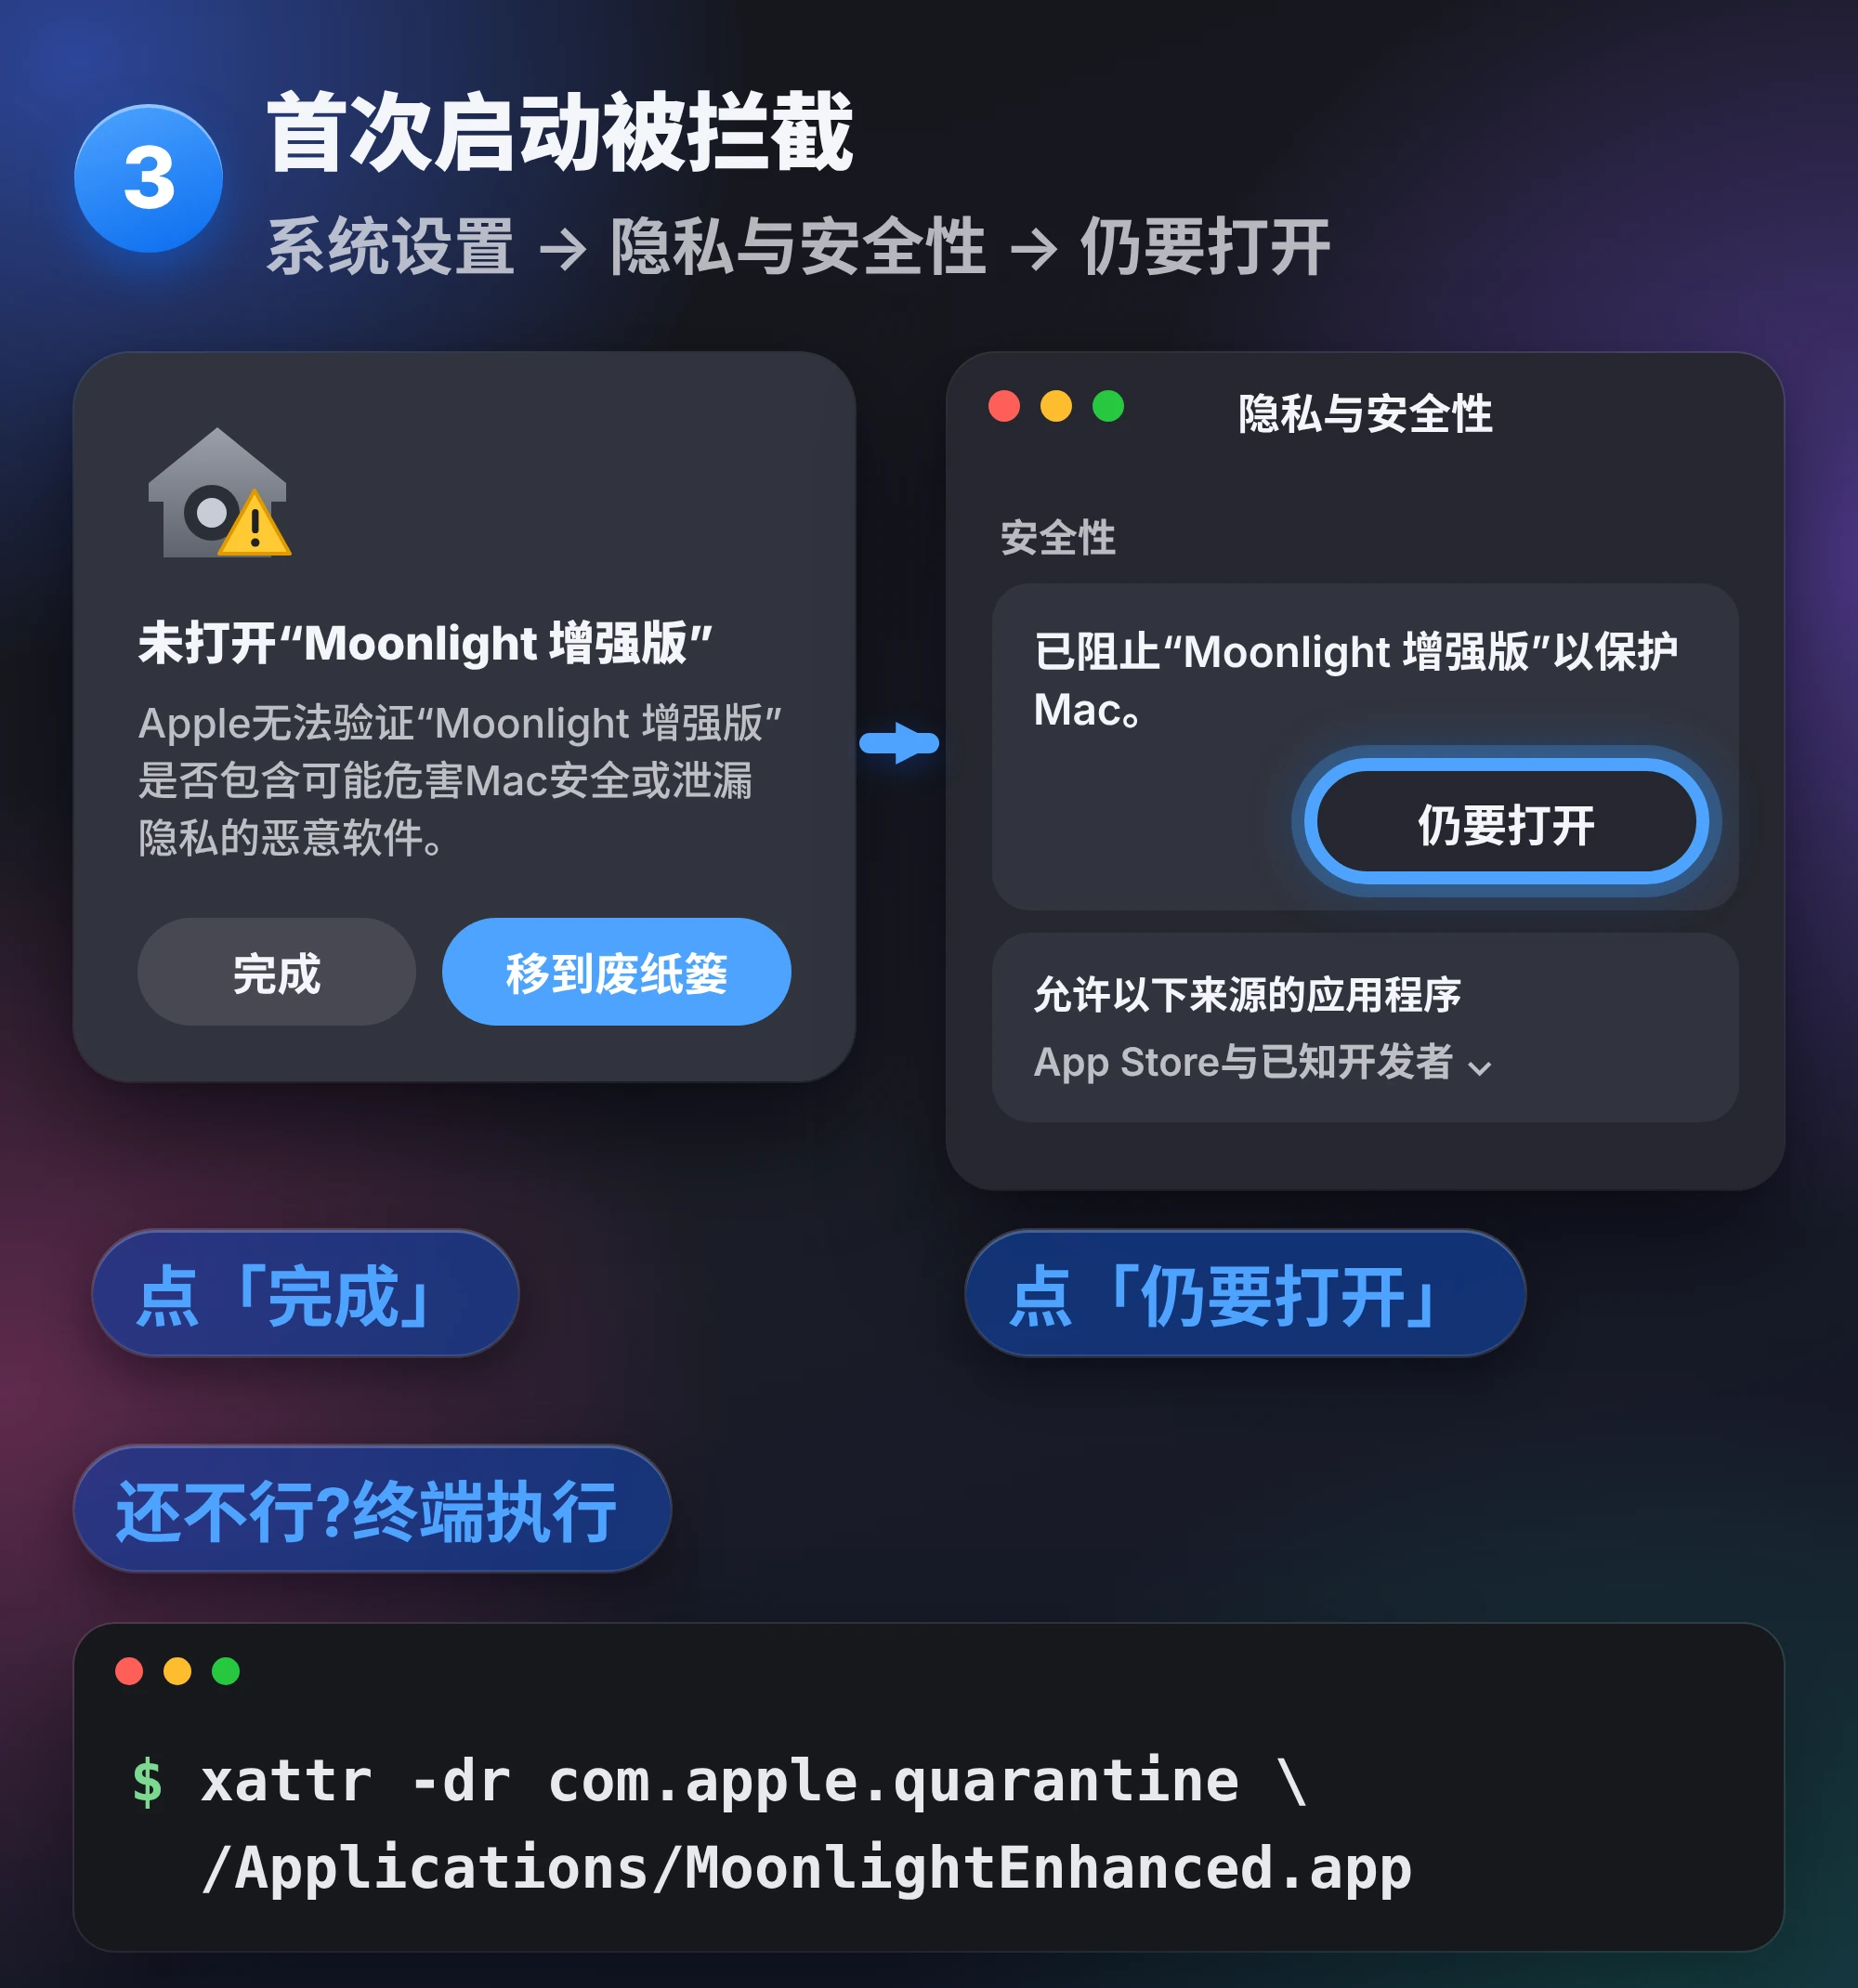 3
首次启动被拦截
系统设置 → 隐私与安全性 → 仍要打开
未打开“Moonlight 增强版”
Apple无法验证“Moonlight 增强版”
是否包含可能危害Mac安全或泄漏
隐私的恶意软件。
完成
移到废纸篓
隐私与安全性
安全性
已阻止“Moonlight 增强版”以保护
Mac。
仍要打开
允许以下来源的应用程序
App Store与已知开发者
点「完成」
点「仍要打开」
还不行?终端执行
$ xattr -dr com.apple.quarantine \
/Applications/MoonlightEnhanced.app